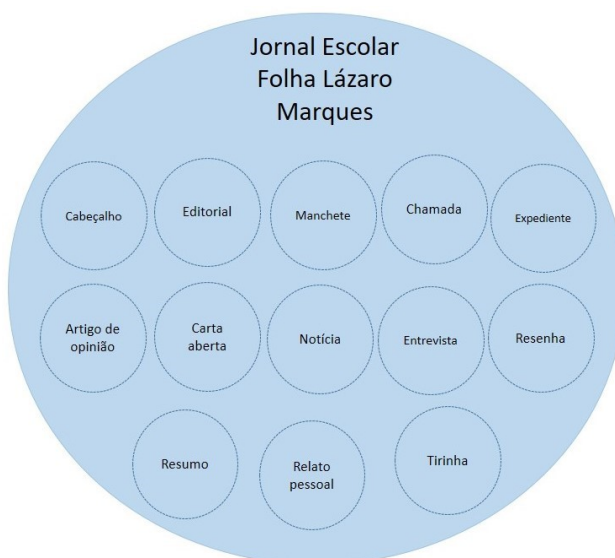 Jornal Escolar
Folha Lázaro
Marques
Cabeçalho
Editorial
Manchete
Chamada
Expediente
Artigo de
opinião
Carta
aberta
Notícia
Entrevista
Resenha
Resumo
Relato
pessoal
Tirinha